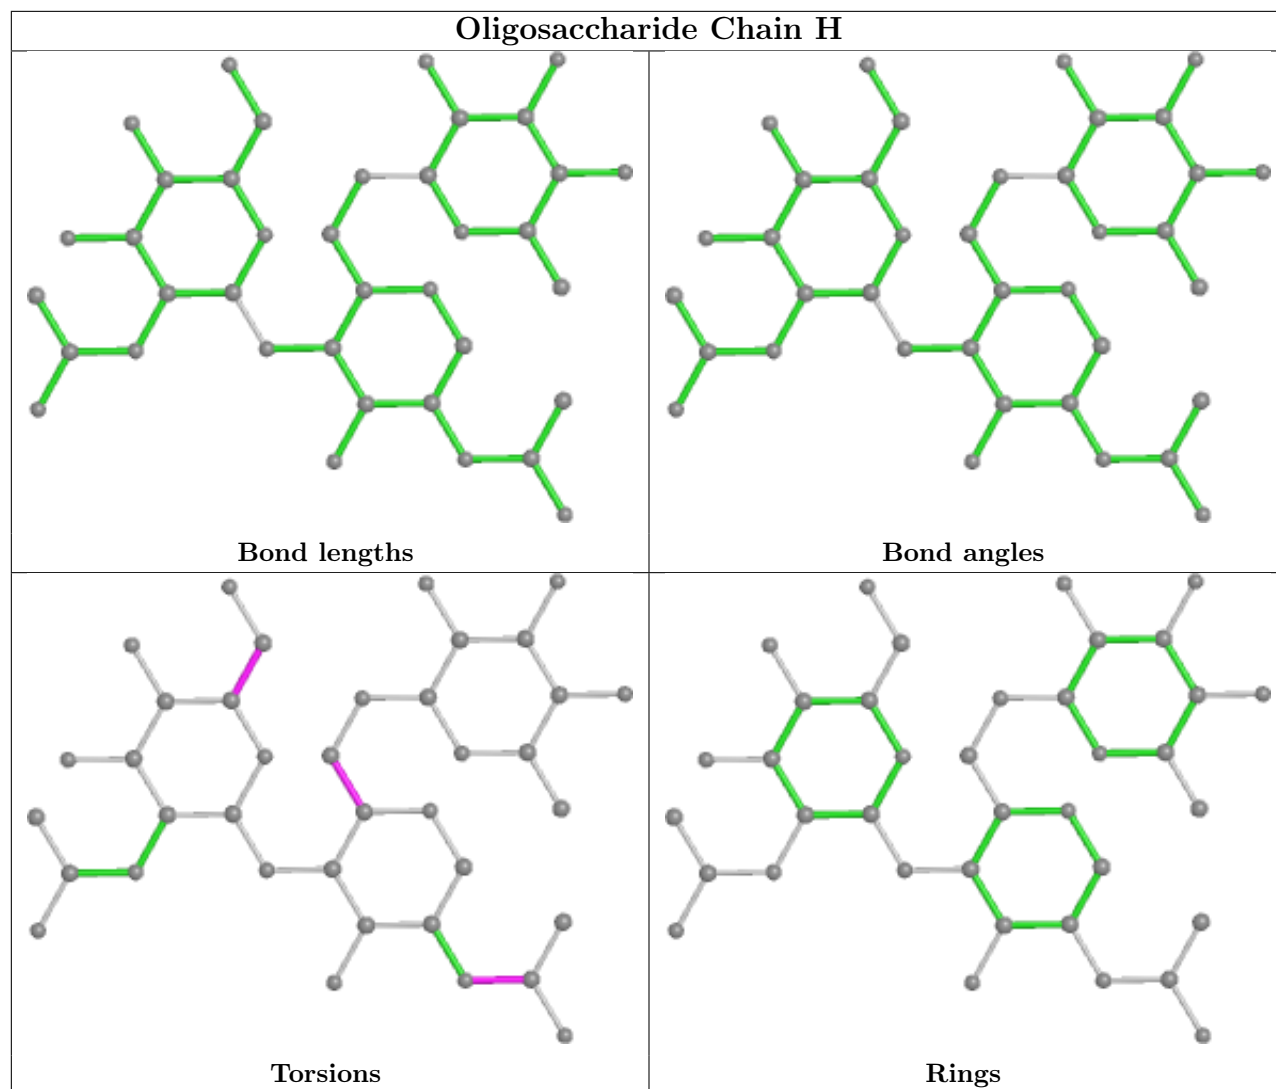 Oligosaccharide Chain H
Bond lengths
Bond angles
Torsions
Rings